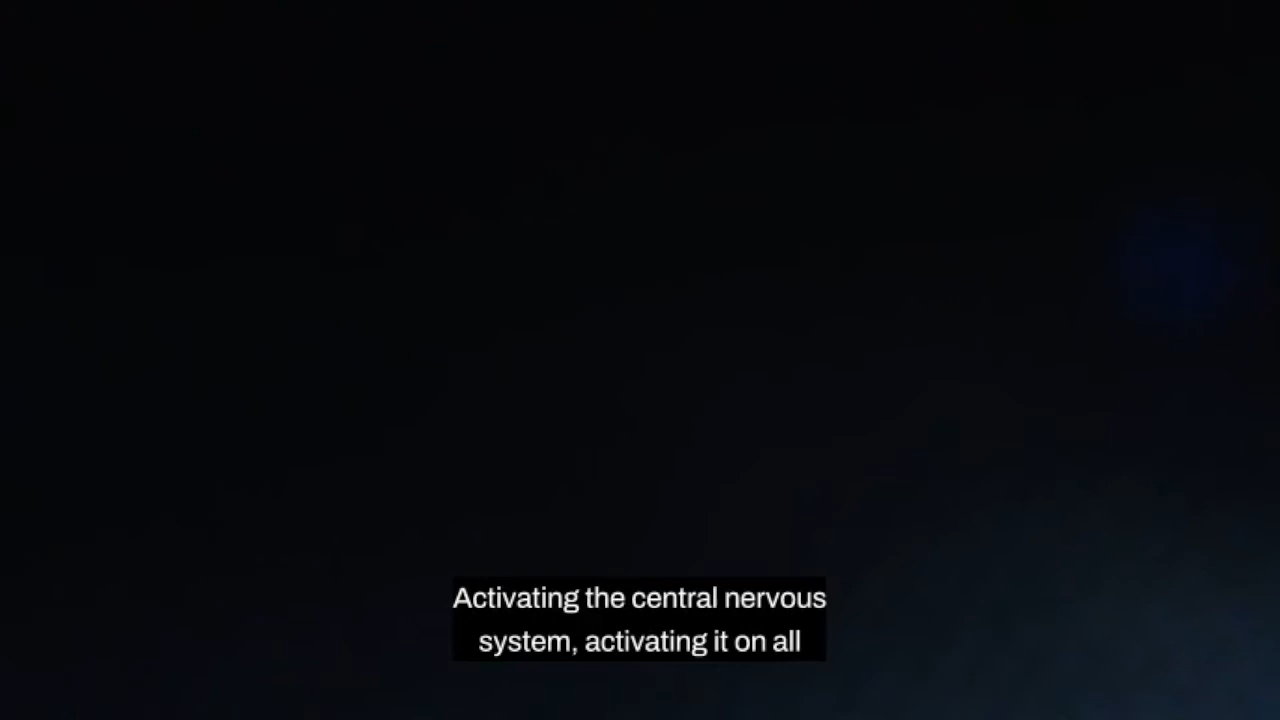 Activating the central nervous
system, activating it on all